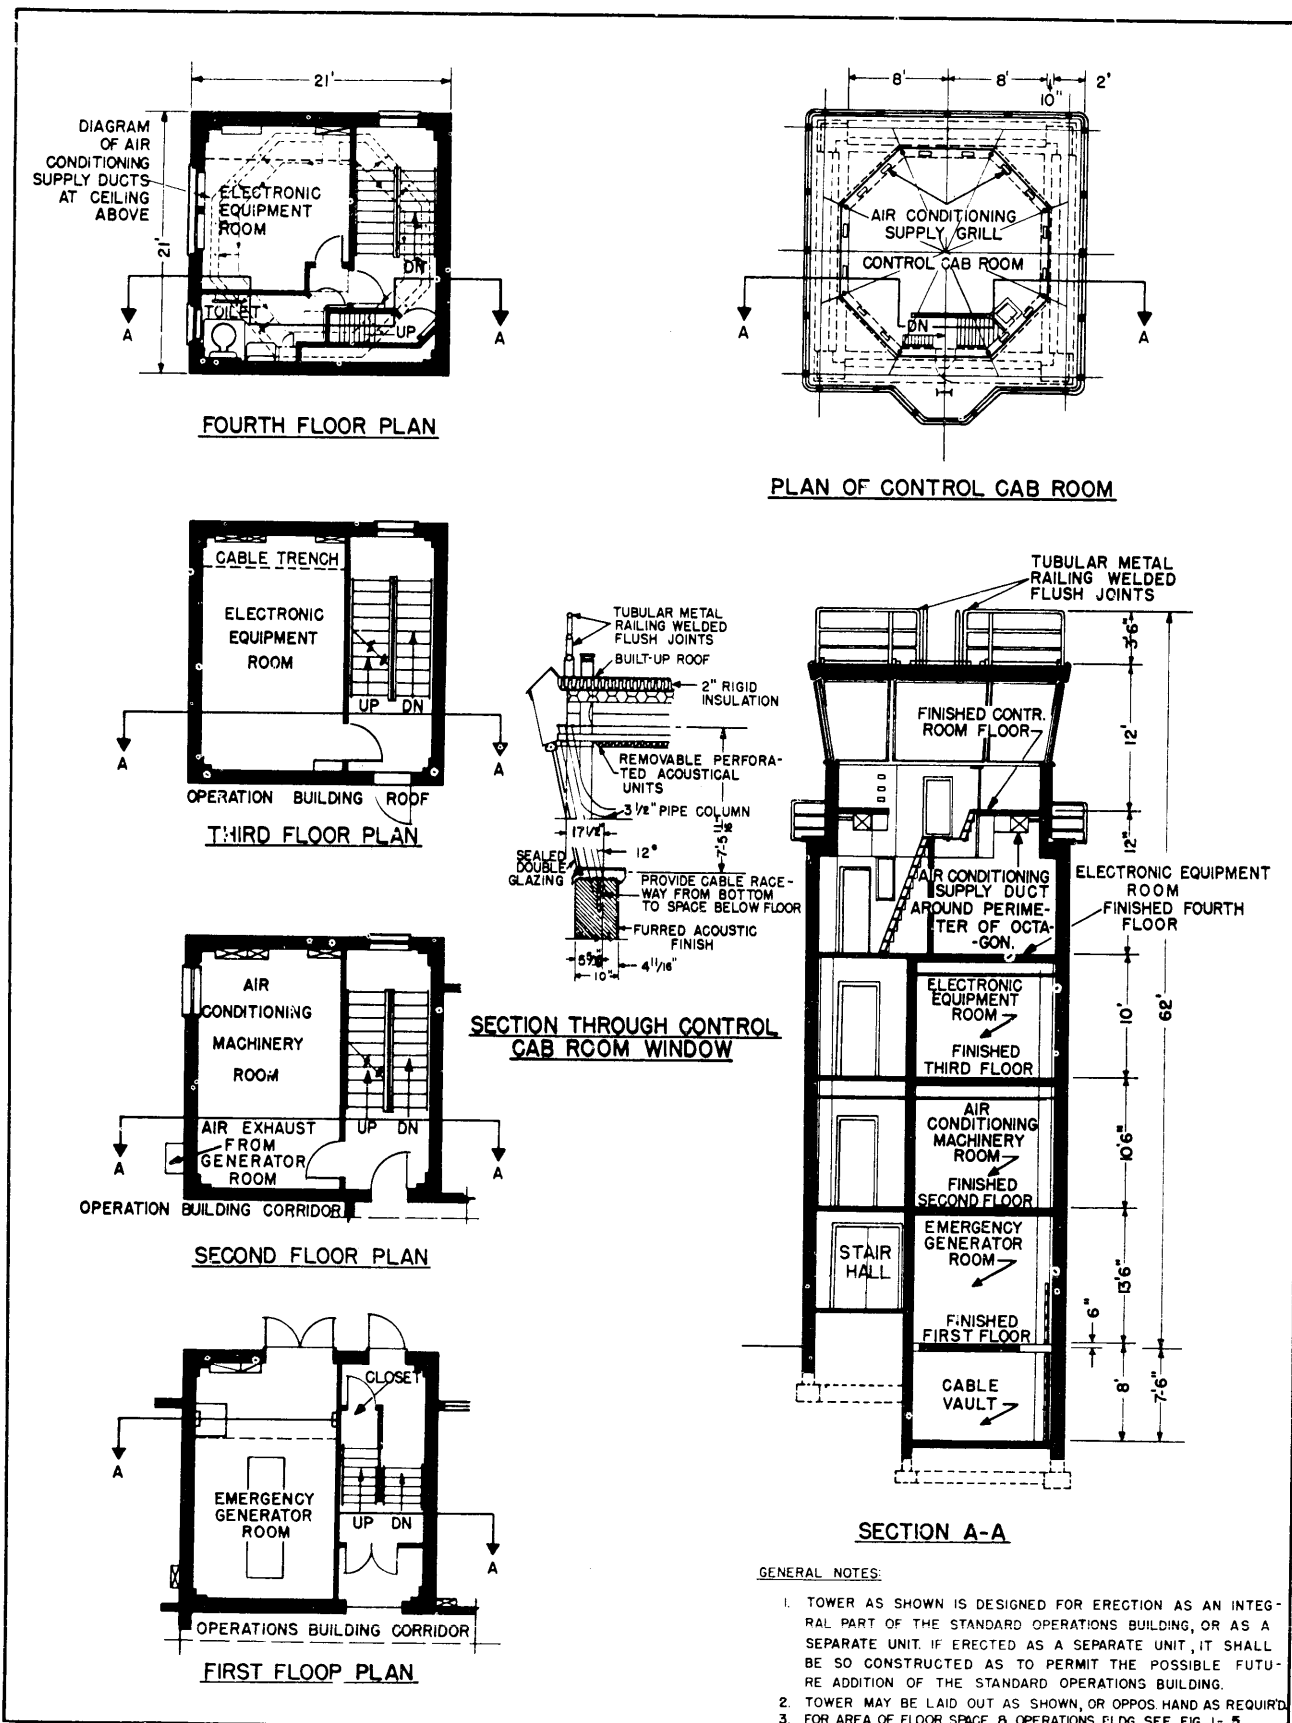 21'
21'
DIAGRAM
OF AIR
CONDITIONING
SUPPLY DUCTS
AT CEILING
ABOVE
ELECTRONIC
EQUIPMENT
ROOM
DN
TOILET
UP
A
A
FOURTH FLOOR PLAN
8'
8'
2'
10"
AIR CONDITIONING
SUPPLY GRILL
CONTROL CAB ROOM
DN
A
A
PLAN OF CONTROL CAB ROOM
CABLE TRENCH
ELECTRONIC
EQUIPMENT
ROOM
UP
DN
A
A
OPERATION BUILDING ROOF
THIRD FLOOR PLAN
TUBULAR METAL
RAILING WELDED
FLUSH JOINTS
BUILT-UP ROOF
2" RIGID
INSULATION
REMOVABLE PERFORA-
TED ACOUSTICAL
UNITS
3 1/2" PIPE COLUMN
17 1/2"
12°
SEALED
DOUBLE
GLAZING
PROVIDE CABLE RACE-
WAY FROM BOTTOM
TO SPACE BELOW FLOOR
FURRED ACOUSTIC
FINISH
4 11/16"
10"
SECTION THROUGH CONTROL
CAB ROOM WINDOW
TUBULAR METAL
RAILING WELDED
FLUSH JOINTS
3'6"
FINISHED CONTR.
ROOM FLOOR
12'
12"
AIR CONDITIONING
SUPPLY DUCT
AROUND PERIME-
TER OF OCTA-
-GON.
ELECTRONIC EQUIPMENT
ROOM
FINISHED FOURTH
FLOOR
ELECTRONIC
EQUIPMENT
ROOM
FINISHED
THIRD FLOOR
10'
62'
AIR
CONDITIONING
MACHINERY
ROOM
FINISHED
SECOND FLOOR
10'6"
STAIR
HALL
EMERGENCY
GENERATOR
ROOM
FINISHED
FIRST FLOOR
13'6"
6"
CABLE
VAULT
8'
7'-6"
SECTION A-A
AIR
CONDITIONING
MACHINERY
ROOM
AIR EXHAUST
FROM
GENERATOR
ROOM
UP
DN
A
A
OPERATION BUILDING CORRIDOR
SECOND FLOOR PLAN
CLOSET
A
EMERGENCY
GENERATOR
ROOM
UP
DN
A
OPERATIONS BUILDING CORRIDOR
FIRST FLOOP PLAN
GENERAL NOTES:
1. TOWER AS SHOWN IS DESIGNED FOR ERECTION AS AN INTEG-
RAL PART OF THE STANDARD OPERATIONS BUILDING, OR AS A
SEPARATE UNIT. IF ERECTED AS A SEPARATE UNIT, IT SHALL
BE SO CONSTRUCTED AS TO PERMIT THE POSSIBLE FUTU-
RE ADDITION OF THE STANDARD OPERATIONS BUILDING.
2. TOWER MAY BE LAID OUT AS SHOWN, OR OPPOS. HAND AS REQUIR'D
3. FOR AREA OF FLOOR SPACE & OPERATIONS BLDG SEE FIG. 1-5